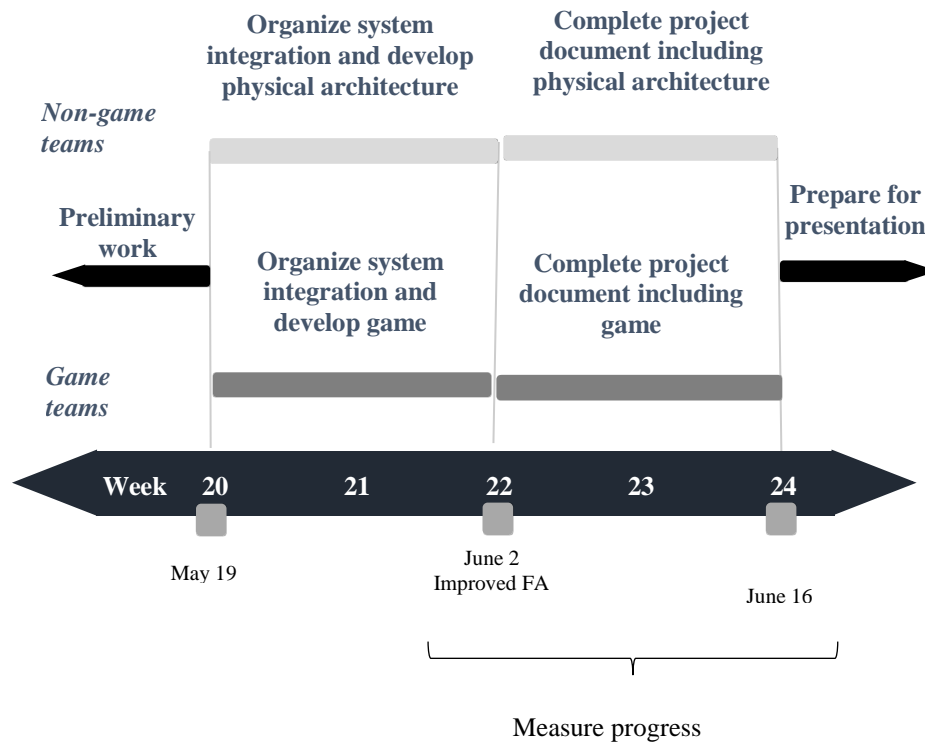 Organize system
integration and develop
physical architecture
Complete project
document including
physical architecture
Non-game
teams
Preliminary
work
Prepare for
presentation
Organize system
integration and
develop game
Complete project
document including
game
Game
teams
Week 20 21 22 23 24
May 19
June 2
Improved FA
June 16
Measure progress